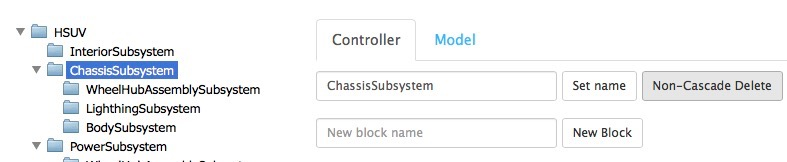 HSUV
InteriorSubsystem
ChassisSubsystem
WheelHubAssemblySubsystem
LighthingSubsystem
BodySubsystem
PowerSubsystem
Controller Model
ChassisSubsystem Set name Non-Cascade Delete
New block name New Block